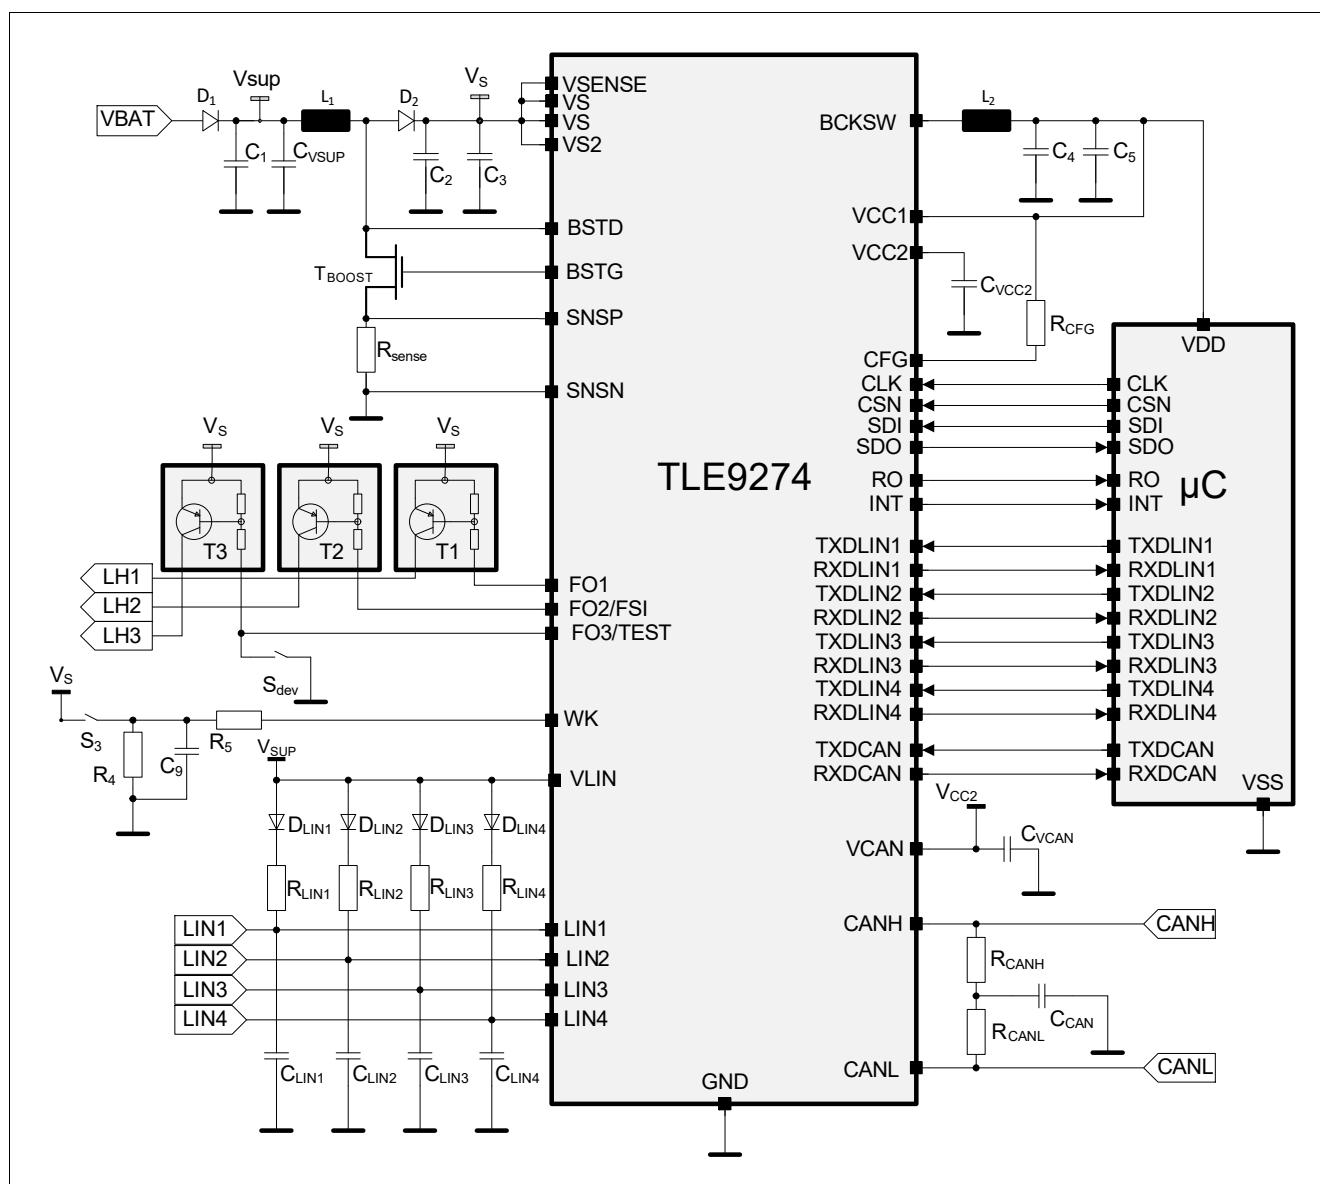 Vsup
VBAT
D1
L1
D2
VS
C1
CVSUP
C2
C3
VSENSE
VS
VS
VS2
BSTD
TBOOST
BSTG
SNSP
Rsense
SNSN
VS
VS
VS
T3
T2
T1
LH1
LH2
LH3
FO1
FO2/FSI
FO3/TEST
Sdev
VS
S3
R4
C9
R5
WK
VSUP
VLIN
DLIN1
DLIN2
DLIN3
DLIN4
RLIN1
RLIN2
RLIN3
RLIN4
LIN1
LIN2
LIN3
LIN4
LIN1
LIN2
LIN3
LIN4
CLIN1
CLIN2
CLIN3
CLIN4
TLE9274
GND
BCKSW
L2
C4
C5
VCC1
VCC2
CVCC2
RCFG
CFG
CLK
CSN
SDI
SDO
RO
INT
TXDLIN1
RXDLIN1
TXDLIN2
RXDLIN2
TXDLIN3
RXDLIN3
TXDLIN4
RXDLIN4
TXDCAN
RXDCAN
VDD
CLK
CSN
SDI
SDO
RO
µC
INT
TXDLIN1
RXDLIN1
TXDLIN2
RXDLIN2
TXDLIN3
RXDLIN3
TXDLIN4
RXDLIN4
TXDCAN
RXDCAN
VSS
VCC2
VCAN
CVCAN
CANH
CANH
RCANH
CCAN
RCANL
CANL
CANL